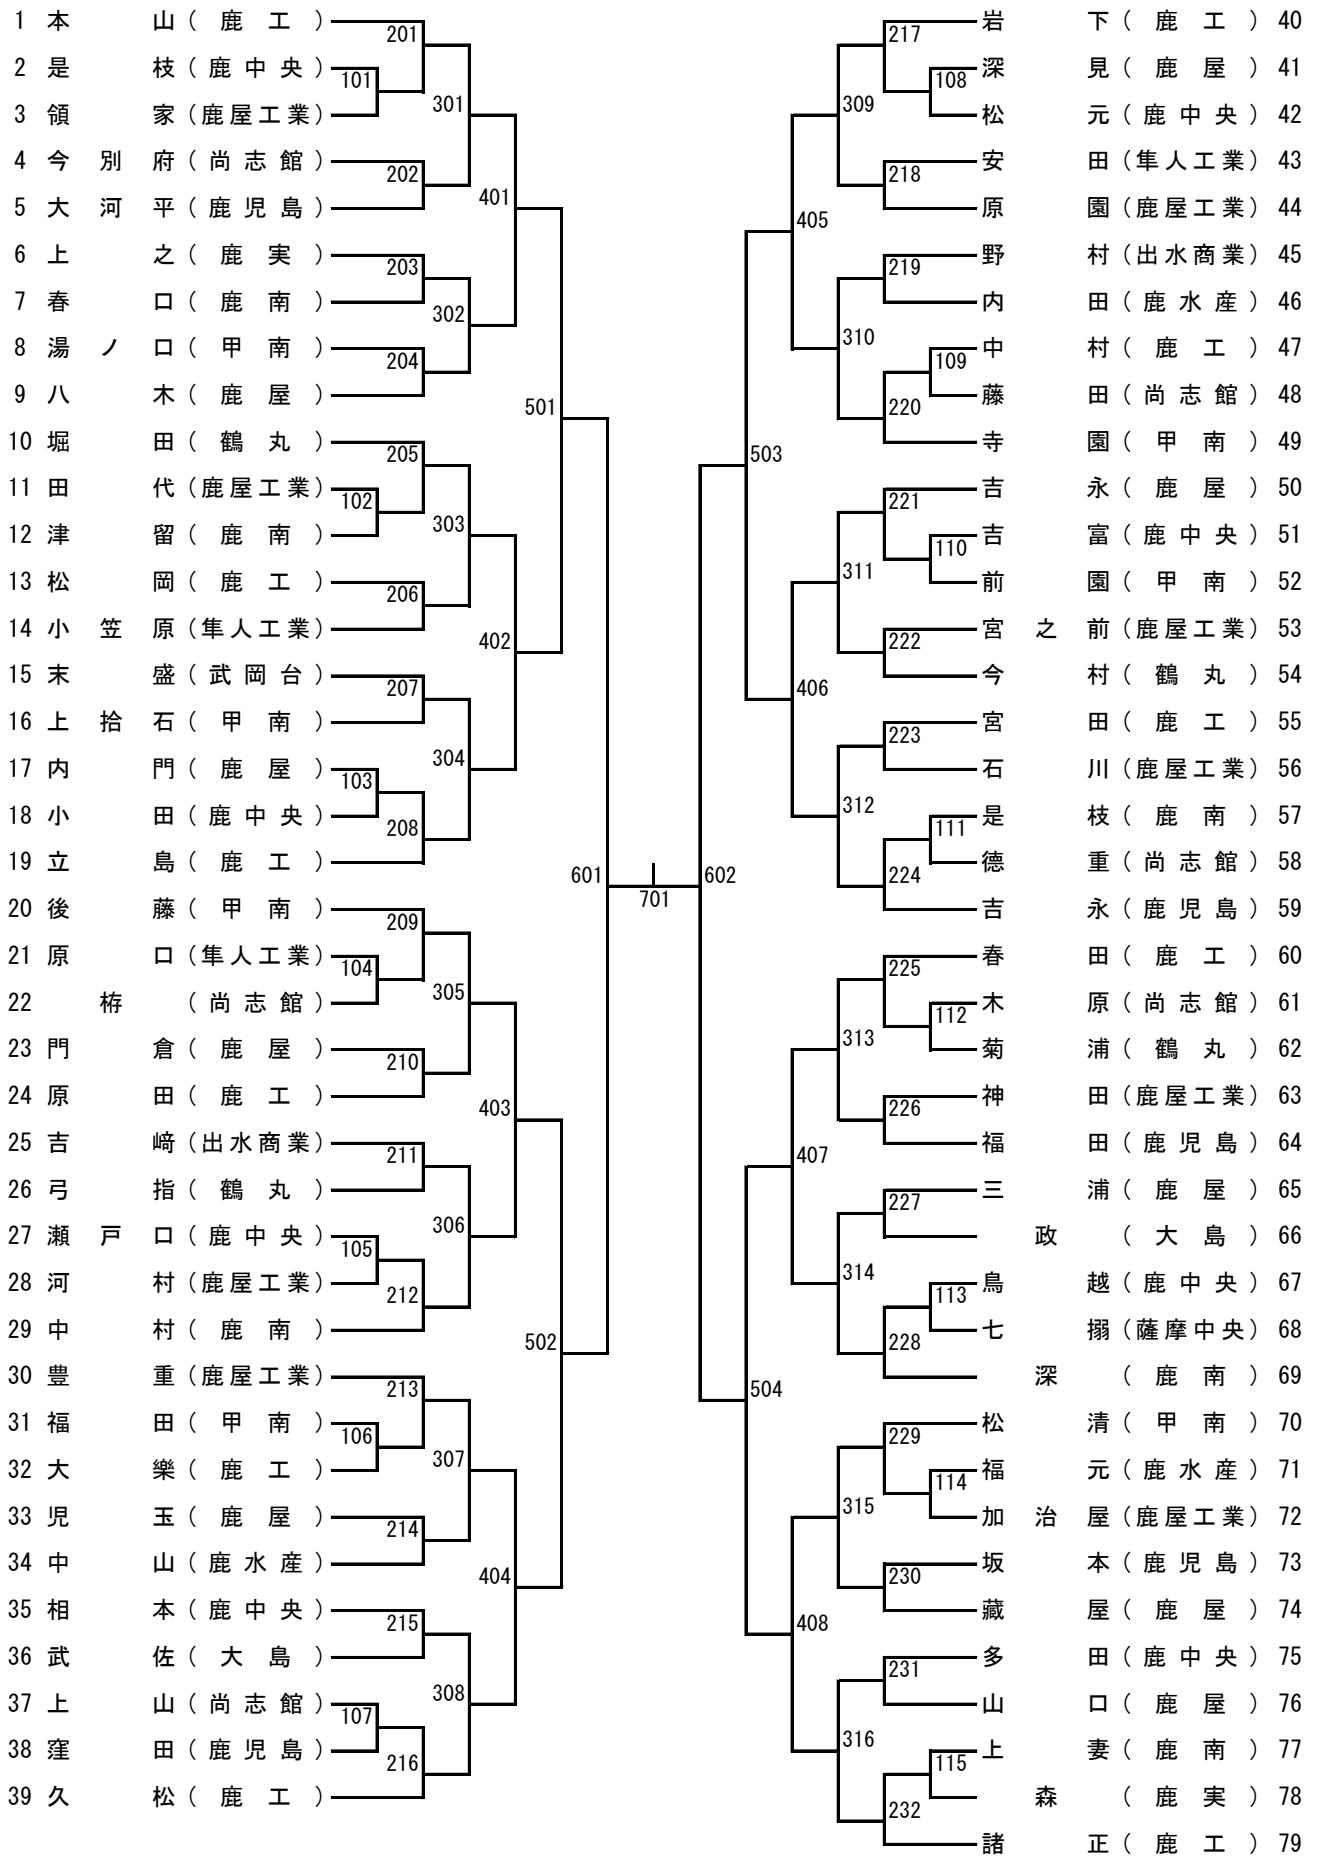 1 本山（鹿工）
2 是枝（鹿中央）
3 領家（鹿屋工業）
4 今別府（尚志館）
5 大河平（鹿児島）
6 上之（鹿実）
7 春口（鹿南）
8 湯ノ口（甲南）
9 八木（鹿屋）
10 堀田（鶴丸）
11 田代（鹿屋工業）
12 津留（鹿南）
13 松岡（鹿工）
14 小笠原（隼人工業）
15 末盛（武岡台）
16 上拾石（甲南）
17 内門（鹿屋）
18 小田（鹿中央）
19 立島（鹿工）
20 後藤（甲南）
21 原口（隼人工業）
22 栫（尚志館）
23 門倉（鹿屋）
24 原田（鹿工）
25 吉﨑（出水商業）
26 弓指（鶴丸）
27 瀬戸口（鹿中央）
28 河村（鹿屋工業）
29 中村（鹿南）
30 豊重（鹿屋工業）
31 福田（甲南）
32 大樂（鹿工）
33 児玉（鹿屋）
34 中山（鹿水産）
35 相本（鹿中央）
36 武佐（大島）
37 上山（尚志館）
38 窪田（鹿児島）
39 久松（鹿工）
101
102
103
104
105
106
107
201
202
203
204
205
206
207
208
209
210
211
212
213
214
215
216
301
302
303
304
305
306
307
308
401
402
403
404
501
502
601
701
602
503
504
405
406
407
408
309
310
311
312
313
314
315
316
217
218
219
220
221
222
223
224
225
226
227
228
229
230
231
232
108
109
110
111
112
113
114
115
岩下（鹿工）40
深見（鹿屋）41
松元（鹿中央）42
安田（隼人工業）43
原園（鹿屋工業）44
野村（出水商業）45
内田（鹿水産）46
中村（鹿工）47
藤田（尚志館）48
寺園（甲南）49
吉永（鹿屋）50
吉富（鹿中央）51
前園（甲南）52
宮之前（鹿屋工業）53
今村（鶴丸）54
宮田（鹿工）55
石川（鹿屋工業）56
是枝（鹿南）57
德重（尚志館）58
吉永（鹿児島）59
春田（鹿工）60
木原（尚志館）61
菊浦（鶴丸）62
神田（鹿屋工業）63
福田（鹿児島）64
三浦（鹿屋）65
政（大島）66
鳥越（鹿中央）67
七搦（薩摩中央）68
深（鹿南）69
松清（甲南）70
福元（鹿水産）71
加治屋（鹿屋工業）72
坂本（鹿児島）73
藏屋（鹿屋）74
多田（鹿中央）75
山口（鹿屋）76
上妻（鹿南）77
森（鹿実）78
諸正（鹿工）79